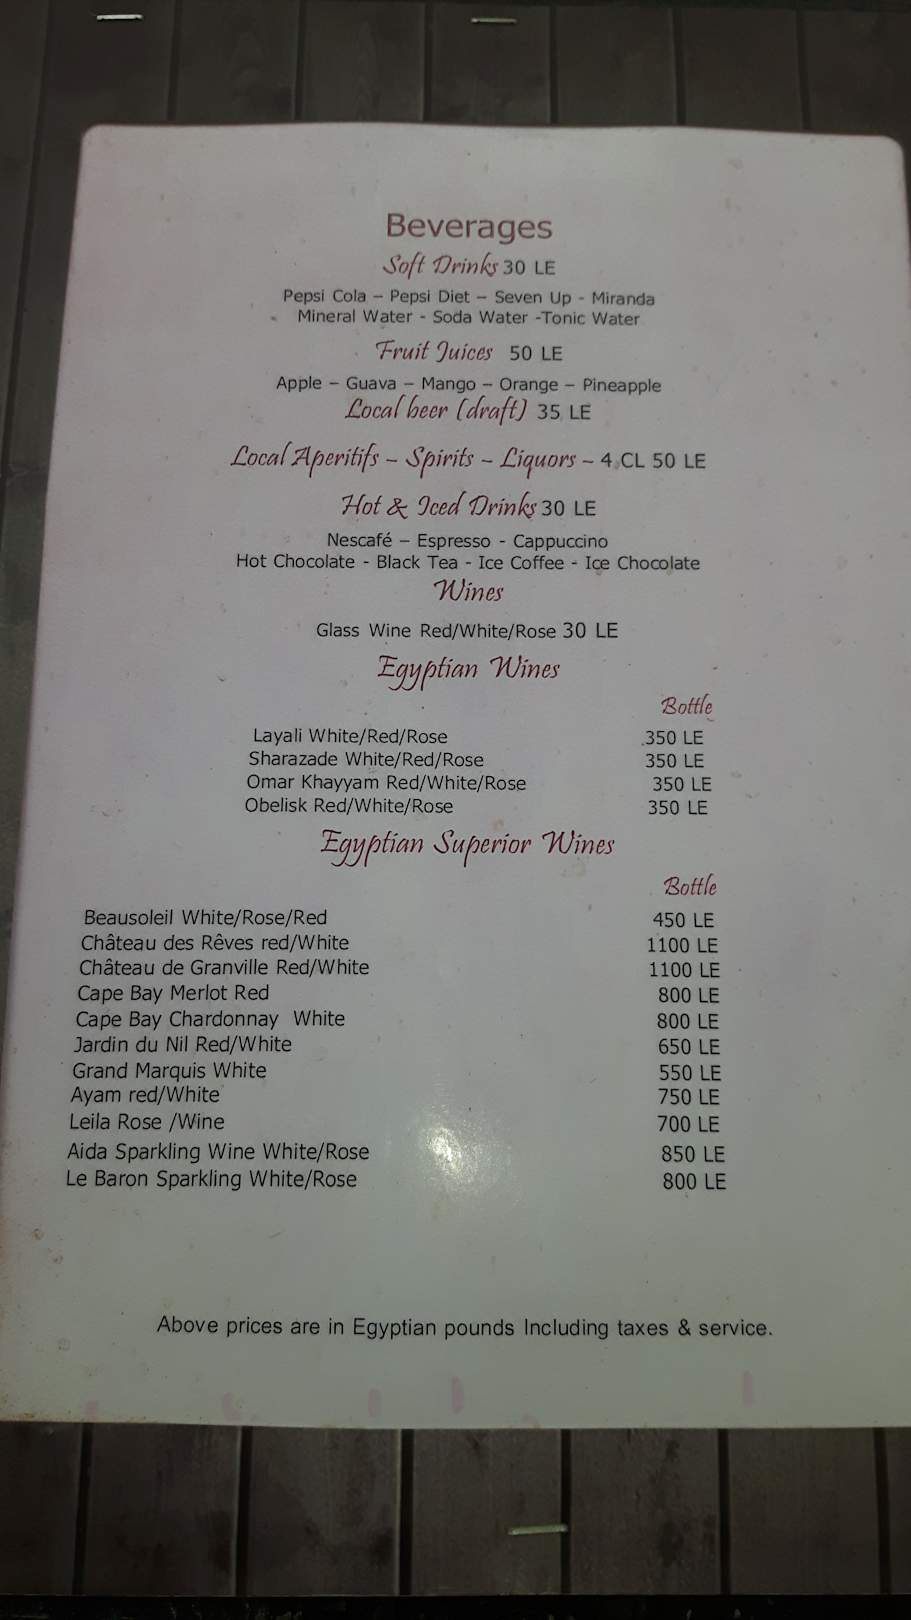 Beverages
Soft Drinks 30 LE
Pepsi Cola – Pepsi Diet – Seven Up - Miranda
Mineral Water - Soda Water -Tonic Water
Fruit Juices 50 LE
Apple – Guava – Mango – Orange – Pineapple
Local beer (draft) 35 LE
Local Aperitifs – Spirits – Liquors – 4 CL 50 LE
Hot & Iced Drinks 30 LE
Nescafé – Espresso - Cappuccino
Hot Chocolate - Black Tea - Ice Coffee - Ice Chocolate
Wines
Glass Wine Red/White/Rose 30 LE
Egyptian Wines
Bottle
Layali White/Red/Rose 350 LE
Sharazade White/Red/Rose 350 LE
Omar Khayyam Red/White/Rose 350 LE
Obelisk Red/White/Rose 350 LE
Egyptian Superior Wines
Bottle
Beausoleil White/Rose/Red 450 LE
Château des Rêves red/White 1100 LE
Château de Granville Red/White 1100 LE
Cape Bay Merlot Red 800 LE
Cape Bay Chardonnay White 800 LE
Jardin du Nil Red/White 650 LE
Grand Marquis White 550 LE
Ayam red/White 750 LE
Leila Rose /Wine 700 LE
Aida Sparkling Wine White/Rose 850 LE
Le Baron Sparkling White/Rose 800 LE
Above prices are in Egyptian pounds Including taxes & service.